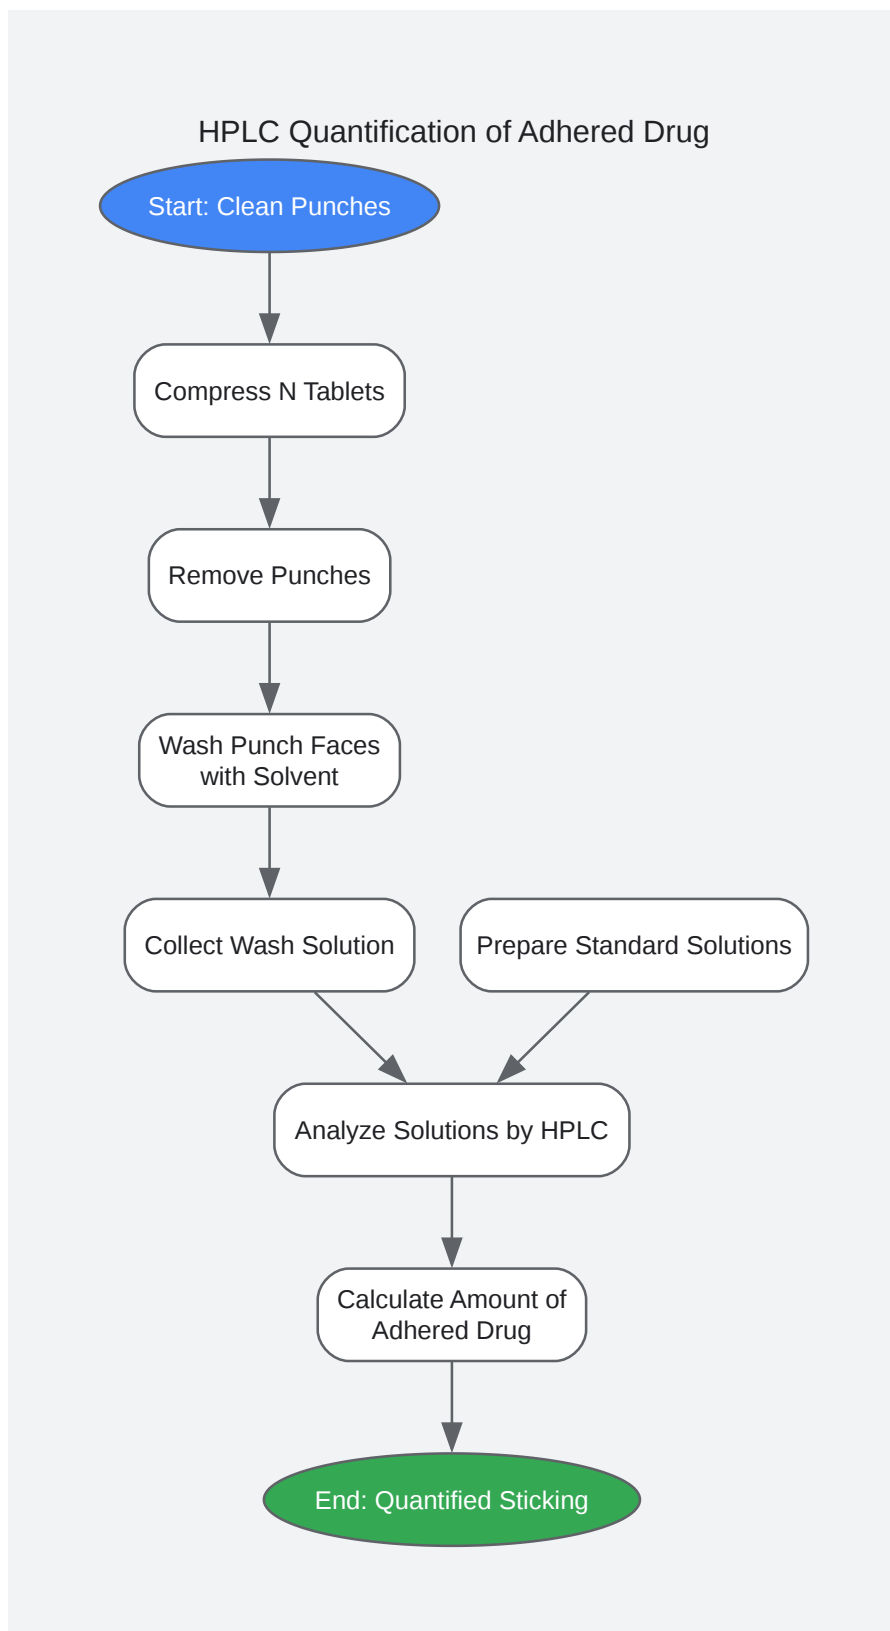 HPLC Quantification of Adhered Drug
Start: Clean Punches
Compress N Tablets
Remove Punches
Wash Punch Faces
with Solvent
Collect Wash Solution
Prepare Standard Solutions
Analyze Solutions by HPLC
Calculate Amount of
Adhered Drug
End: Quantified Sticking